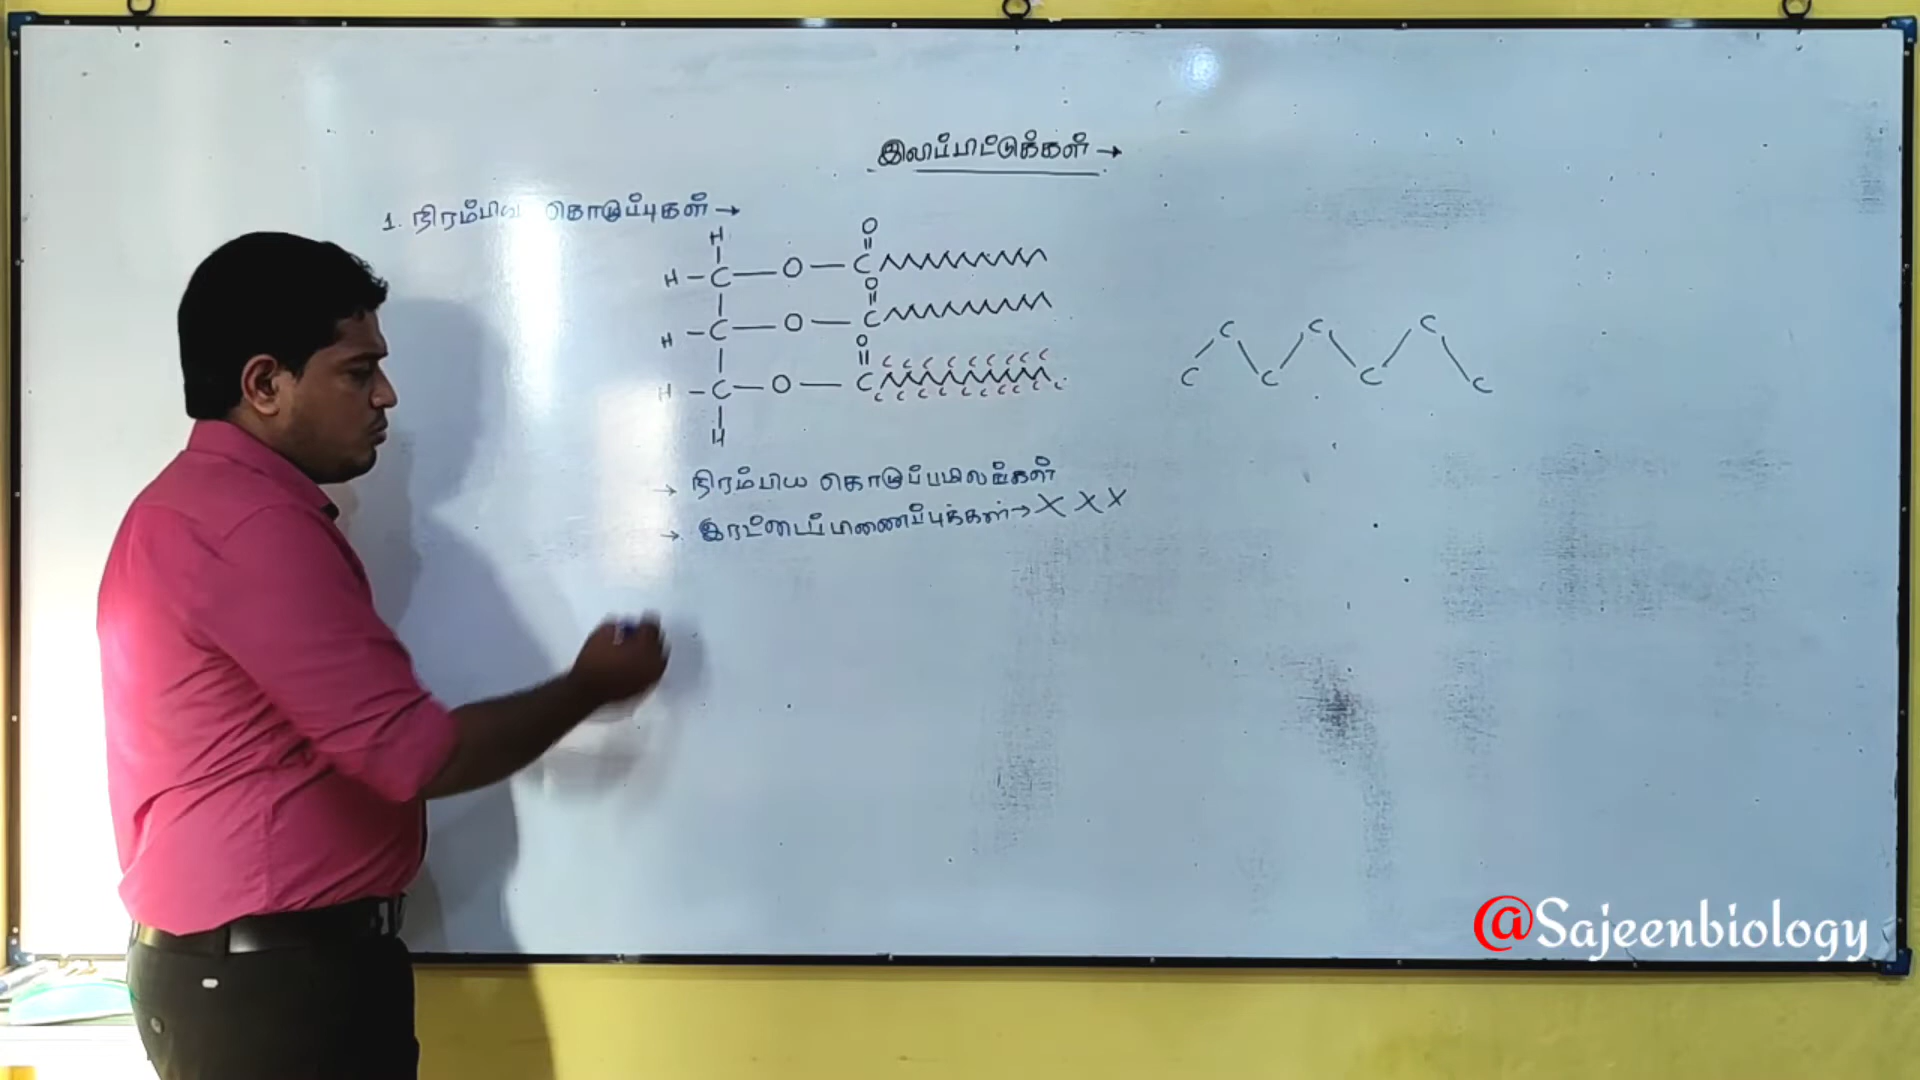 இலிப்பிட்டுக்கள் →
1. நிரம்பிய கொழுப்புகள் →
H
O
H - C — O — C
O
H - C — O — C
O
c c c c c c c c
H - C — O — C
c c c c c c c c c
H
C C C
C C C C
→ நிரம்பிய கொழுப்பமிலங்கள்
→ இரட்டைப்பிணைப்புக்கள் → X X X
@Sajeenbiology